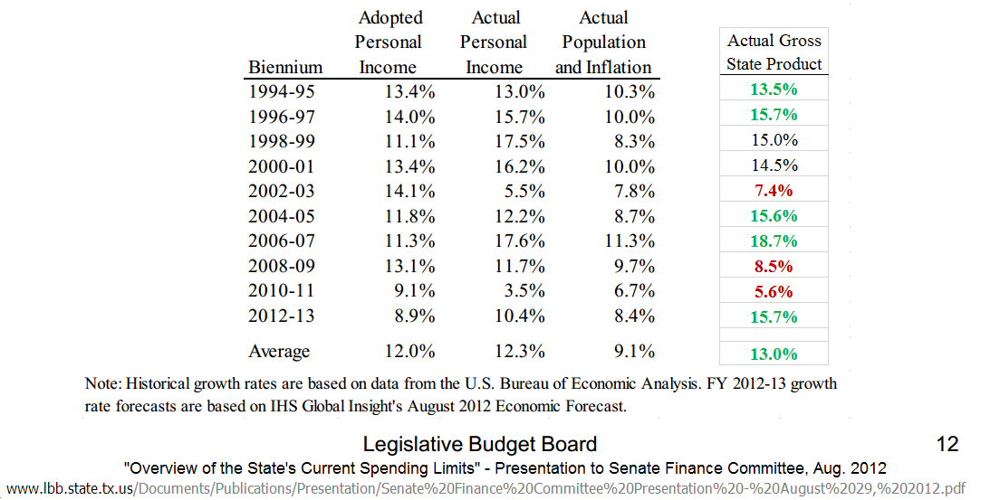 Adopted Actual Actual
Personal Personal Population Actual Gross
Biennium Income Income and Inflation State Product
1994-95 13.4% 13.0% 10.3% 13.5%
1996-97 14.0% 15.7% 10.0% 15.7%
1998-99 11.1% 17.5% 8.3% 15.0%
2000-01 13.4% 16.2% 10.0% 14.5%
2002-03 14.1% 5.5% 7.8% 7.4%
2004-05 11.8% 12.2% 8.7% 15.6%
2006-07 11.3% 17.6% 11.3% 18.7%
2008-09 13.1% 11.7% 9.7% 8.5%
2010-11 9.1% 3.5% 6.7% 5.6%
2012-13 8.9% 10.4% 8.4% 15.7%
Average 12.0% 12.3% 9.1% 13.0%
Note: Historical growth rates are based on data from the U.S. Bureau of Economic Analysis. FY 2012-13 growth
rate forecasts are based on IHS Global Insight's August 2012 Economic Forecast.
Legislative Budget Board 12
"Overview of the State's Current Spending Limits" - Presentation to Senate Finance Committee, Aug. 2012
www.lbb.state.tx.us/Documents/Publications/Presentation/Senate%20Finance%20Committee%20Presentation%20-%20August%2029,%202012.pdf